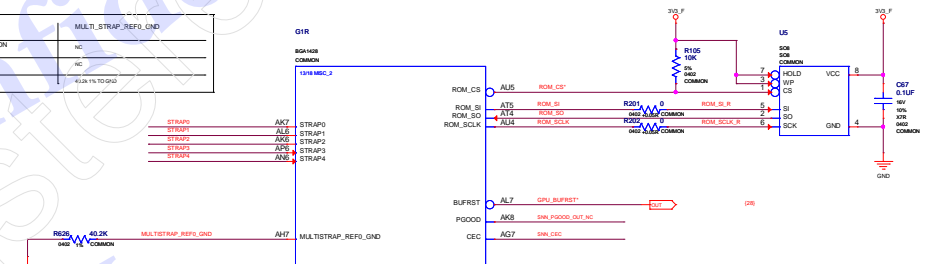 MULTI_STRAP_REF0_GND
ON
NC
NC
40.2K 1% TO GND
G1R
BGA1428
COMMON
13/18 MISC_2
ROM_CS
ROM_SI
ROM_SO
ROM_SCLK
AU5
AT5
AT4
AU4
ROM_CS*
ROM_SI
ROM_SO
ROM_SCLK
R201
0
0402
0.05R
COMMON
R202
0
0402
0.05R
COMMON
ROM_SI_R
ROM_SCLK_R
3V3_F
R105
10K
5%
0402
COMMON
U5
SO8
SO8
COMMON
7
HOLD
3
WP
1
CS
5
SI
2
SO
6
SCK
VCC
8
GND
4
3V3_F
C67
0.1UF
16V
10%
X7R
0402
COMMON
GND
STRAP0
AK7
STRAP0
STRAP1
AL6
STRAP1
STRAP2
AK6
STRAP2
STRAP3
AP6
STRAP3
STRAP4
AN6
STRAP4
BUFRST
AL7
GPU_BUFRST*
OUT
(28)
PGOOD
AK8
SNN_PGOOD_OUT_NC
CEC
AG7
SNN_CEC
R626
40.2K
0402
1%
COMMON
MULTISTRAP_REF0_GND
AH7
MULTISTRAP_REF0_GND